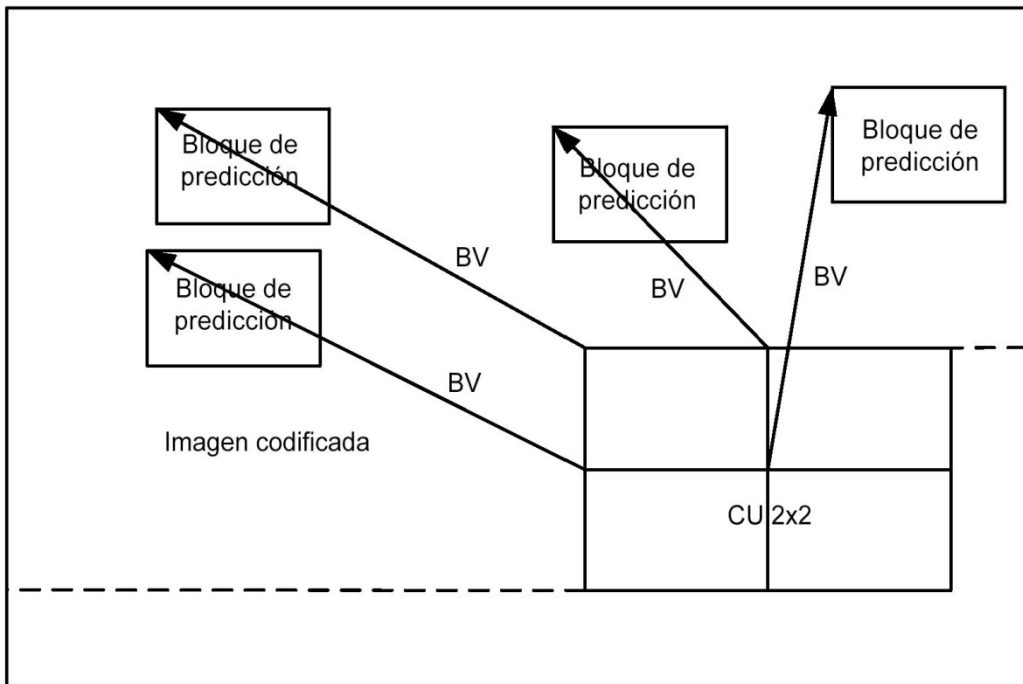 Bloque de
predicción
Bloque de
predicción
Bloque de
predicción
BV
BV
BV
Bloque de
predicción
BV
Imagen codificada
CU 2x2